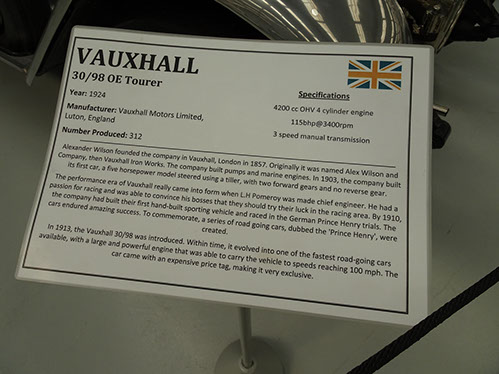 VAUXHALL
30/98 OE Tourer
Year: 1924
Manufacturer: Vauxhall Motors Limited,
Luton, England
Number Produced: 312
Specifications
4200 cc OHV 4 cylinder engine
115bhp@3400rpm
3 speed manual transmission
Alexander Wilson founded the company in Vauxhall, London in 1857. Originally it was named Alex Wilson and
Company, then Vauxhall Iron Works. The company built pumps and marine engines. In 1903, the company built
its first car, a five horsepower model steered using a tiller, with two forward gears and no reverse gear.
The performance era of Vauxhall really came into form when L.H Pomeroy was made chief engineer. He had a
passion for racing and was able to convince his bosses that they should try their luck in the racing area. By 1910,
the company had built their first hand-built sporting vehicle and raced in the German Prince Henry trials. The
cars endured amazing success. To commemorate, a series of road going cars, dubbed the 'Prince Henry', were
created.
In 1913, the Vauxhall 30/98 was introduced. Within time, it evolved into one of the fastest road-going cars
available, with a large and powerful engine that was able to carry the vehicle to speeds reaching 100 mph. The
car came with an expensive price tag, making it very exclusive.